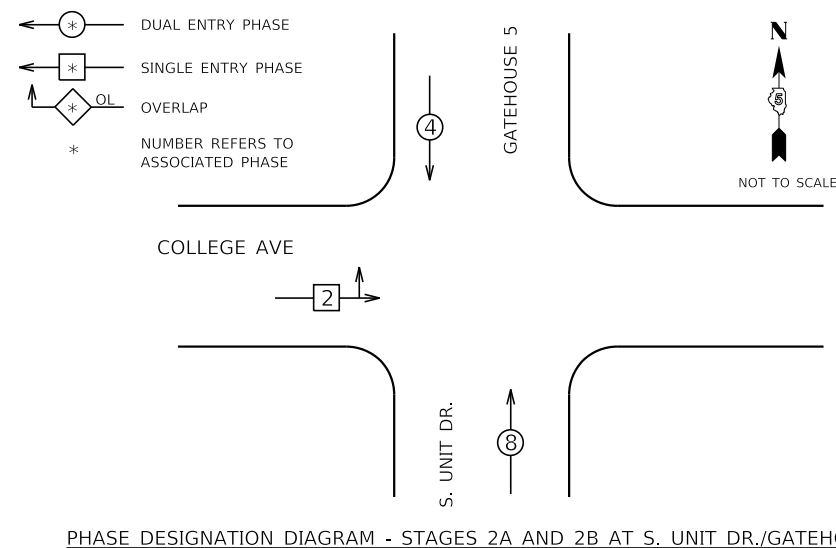 * DUAL ENTRY PHASE
* SINGLE ENTRY PHASE
* OL OVERLAP
* NUMBER REFERS TO
ASSOCIATED PHASE
N
5
NOT TO SCALE
GATEHOUSE 5
4
COLLEGE AVE
2
S. UNIT DR.
8
PHASE DESIGNATION DIAGRAM - STAGES 2A AND 2B AT S. UNIT DR./GATEH